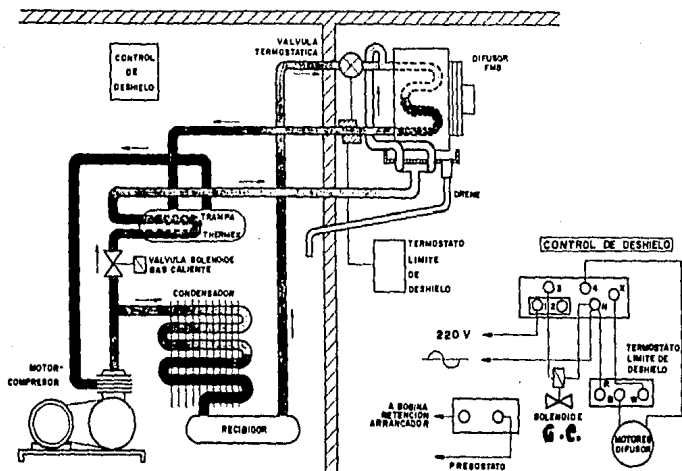 CONTROL
DE
DESHIELO
VALVULA
TERMOSTATICA
DIFUSOR
FMB
TRAMPA
THERMEX
VALVULA SOLENOIDE
GAS CALIENTE
CONDENSADOR
MOTOR-
COMPRESOR
RECIBIDOR
DRENE
TERMOSTATO
LIMITE
DE
DESHIELO
CONTROL DE DESHIELO
3 4 X
1 2 N
220 V
TERMOSTATO
LIMITE DE
DESHIELO
R
B W
SOLENOIDE
G.C.
MOTORES
DIFUSOR
A BOBINA
RETENCIÓN
ARRANCADOR
PRESOSTATO